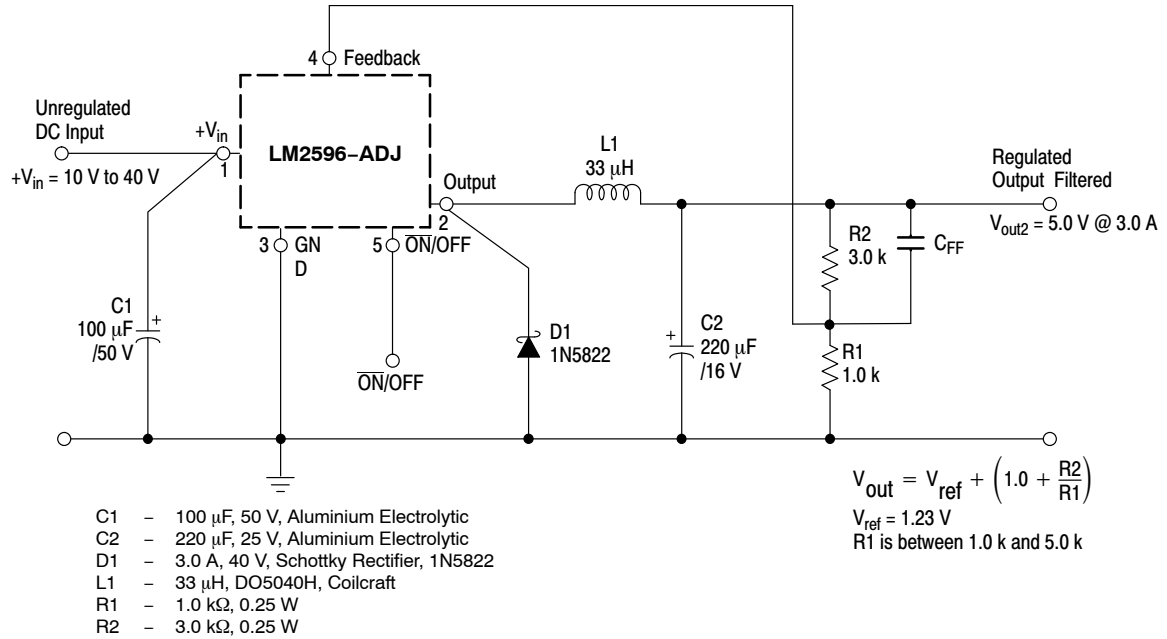 4 Feedback
Unregulated
DC Input
+Vin
1
+Vin = 10 V to 40 V
LM2596-ADJ
Output
2
L1
33 μH
Regulated
Output Filtered
Vout2 = 5.0 V @ 3.0 A
3 GN
D
5 ON/OFF
R2
3.0 k
CFF
C1
100 μF
/50 V
+
ON/OFF
D1
1N5822
C2
+ 220 μF
/16 V
R1
1.0 k
Vout = Vref + (1.0 + R2/R1)
Vref = 1.23 V
R1 is between 1.0 k and 5.0 k
C1 – 100 μF, 50 V, Aluminium Electrolytic
C2 – 220 μF, 25 V, Aluminium Electrolytic
D1 – 3.0 A, 40 V, Schottky Rectifier, 1N5822
L1 – 33 μH, DO5040H, Coilcraft
R1 – 1.0 kΩ, 0.25 W
R2 – 3.0 kΩ, 0.25 W